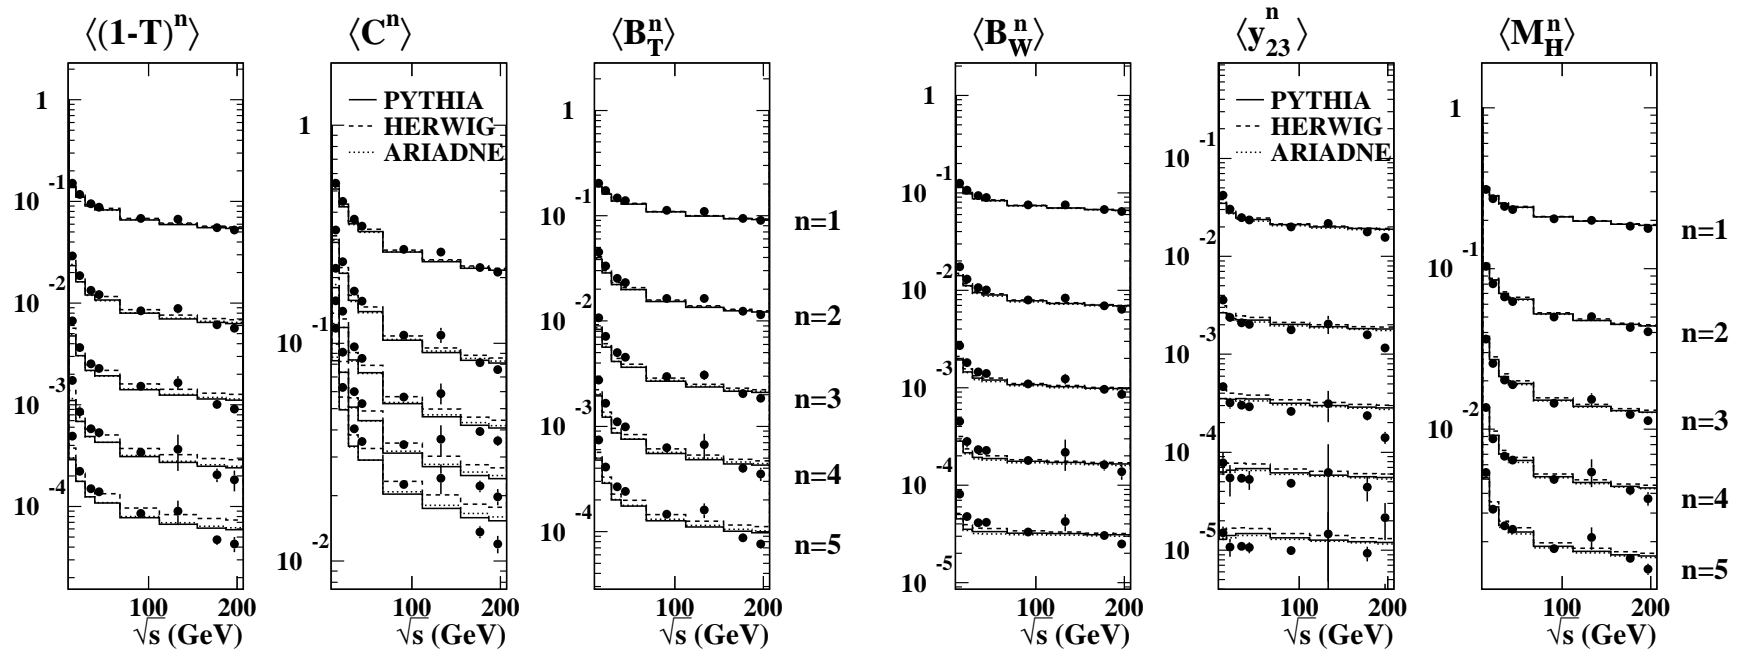 ⟨(1-T)ⁿ⟩ ⟨Cⁿ⟩ ⟨B_Tⁿ⟩ ⟨B_Wⁿ⟩ ⟨y₂₃ⁿ⟩ ⟨M_Hⁿ⟩
1
10⁻¹
10⁻²
10⁻³
10⁻⁴
100 200
√s (GeV)
PYTHIA
HERWIG
ARIADNE
1
10⁻¹
10⁻²
100 200
√s (GeV)
1
10⁻¹
10⁻²
10⁻³
10⁻⁴
100 200
√s (GeV)
n=1
n=2
n=3
n=4
n=5
1
10⁻¹
10⁻²
10⁻³
10⁻⁴
10⁻⁵
100 200
√s (GeV)
PYTHIA
HERWIG
ARIADNE
10⁻¹
10⁻²
10⁻³
10⁻⁴
10⁻⁵
100 200
√s (GeV)
1
10⁻¹
10⁻²
100 200
√s (GeV)
n=1
n=2
n=3
n=4
n=5